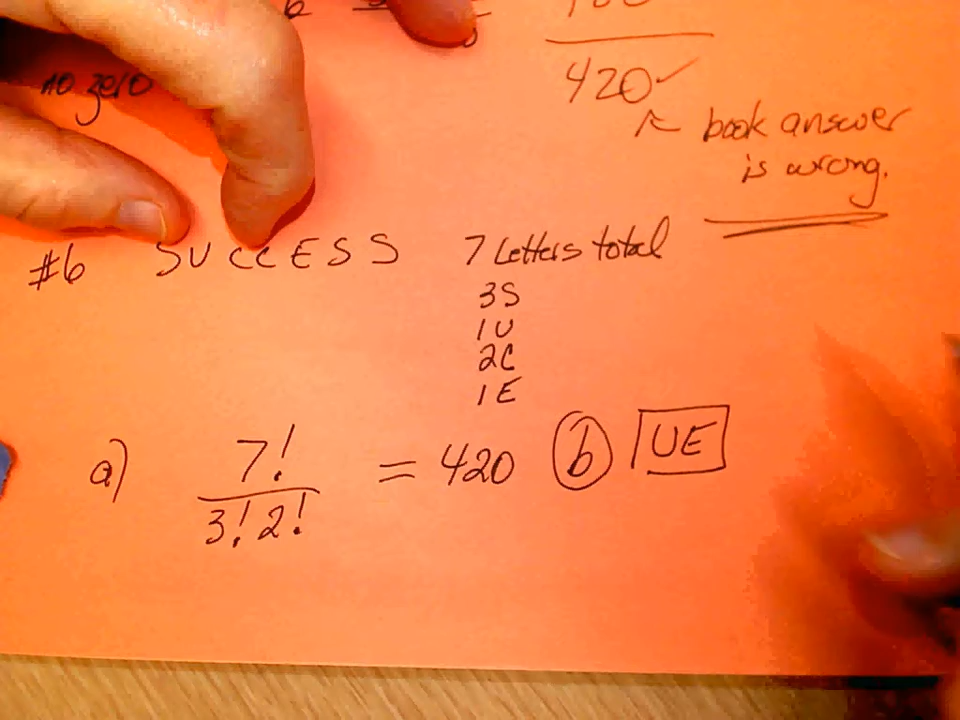 no zero
420✓
book answer
is wrong.
#6 SUCCESS 7 Letters total
3S
1U
2C
1E
a) 7!
3!2!
= 420 b UE